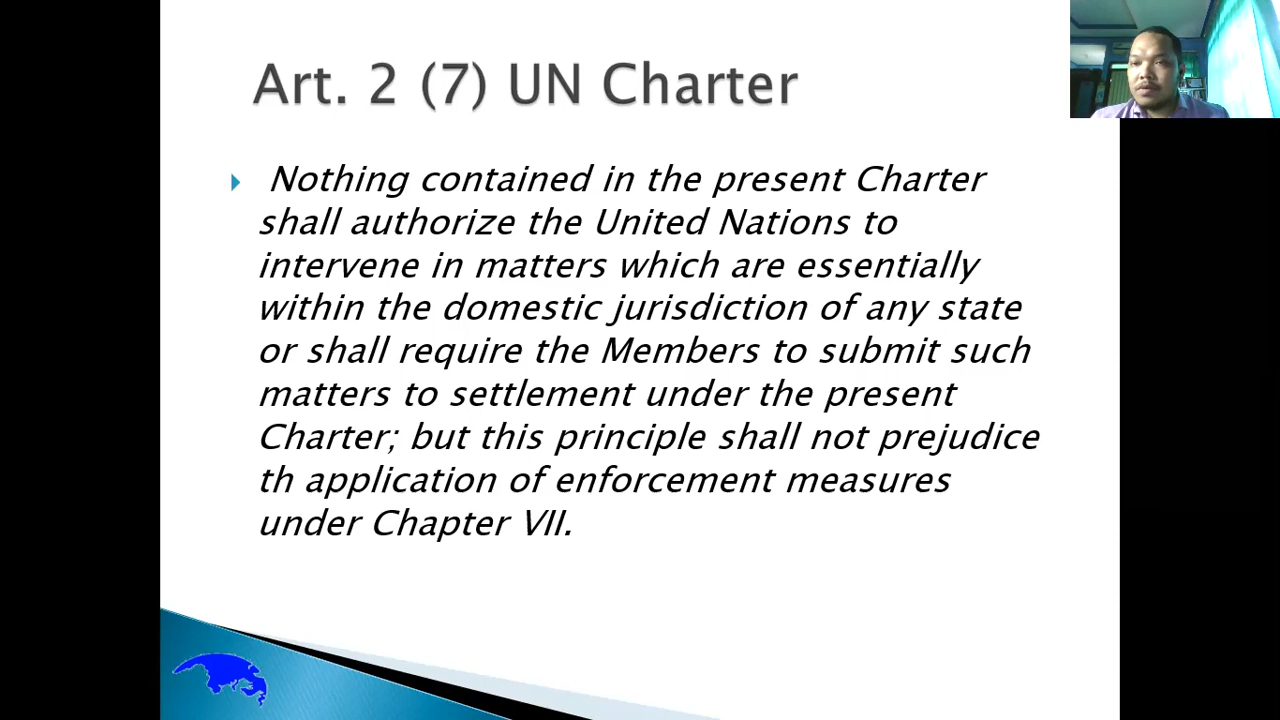 Art. 2 (7) UN Charter
Nothing contained in the present Charter
shall authorize the United Nations to
intervene in matters which are essentially
within the domestic jurisdiction of any state
or shall require the Members to submit such
matters to settlement under the present
Charter; but this principle shall not prejudice
th application of enforcement measures
under Chapter VII.